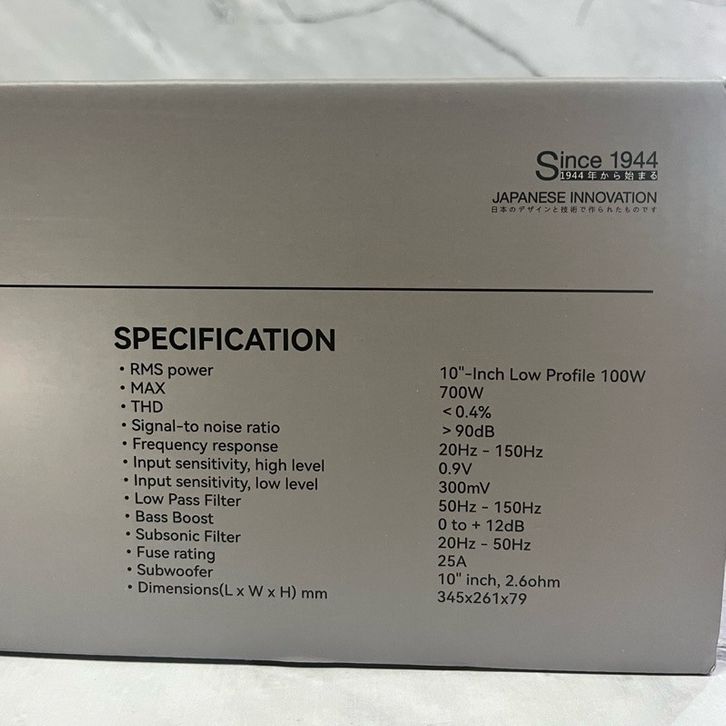 Since 1944
1944年から始まる
JAPANESE INNOVATION
日本のデザインと技術で作られたものです
SPECIFICATION
• RMS power 10"-Inch Low Profile 100W
• MAX 700W
• THD <0.4%
• Signal-to noise ratio >90dB
• Frequency response 20Hz - 150Hz
• Input sensitivity, high level 0.9V
• Input sensitivity, low level 300mV
• Low Pass Filter 50Hz - 150Hz
• Bass Boost 0 to + 12dB
• Subsonic Filter 20Hz - 50Hz
• Fuse rating 25A
• Subwoofer 10" inch, 2.6ohm
• Dimensions(L x W x H) mm 345x261x79